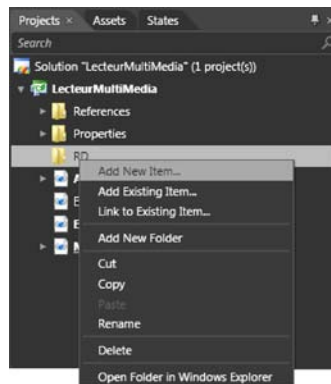 Projects × Assets States
Search
Solution "LecteurMultiMedia" (1 project(s))
LecteurMultiMedia
References
Properties
RD
Add New Item...
Add Existing Item...
Link to Existing Item...
Add New Folder
Cut
Copy
Paste
Rename
Delete
Open Folder in Windows Explorer